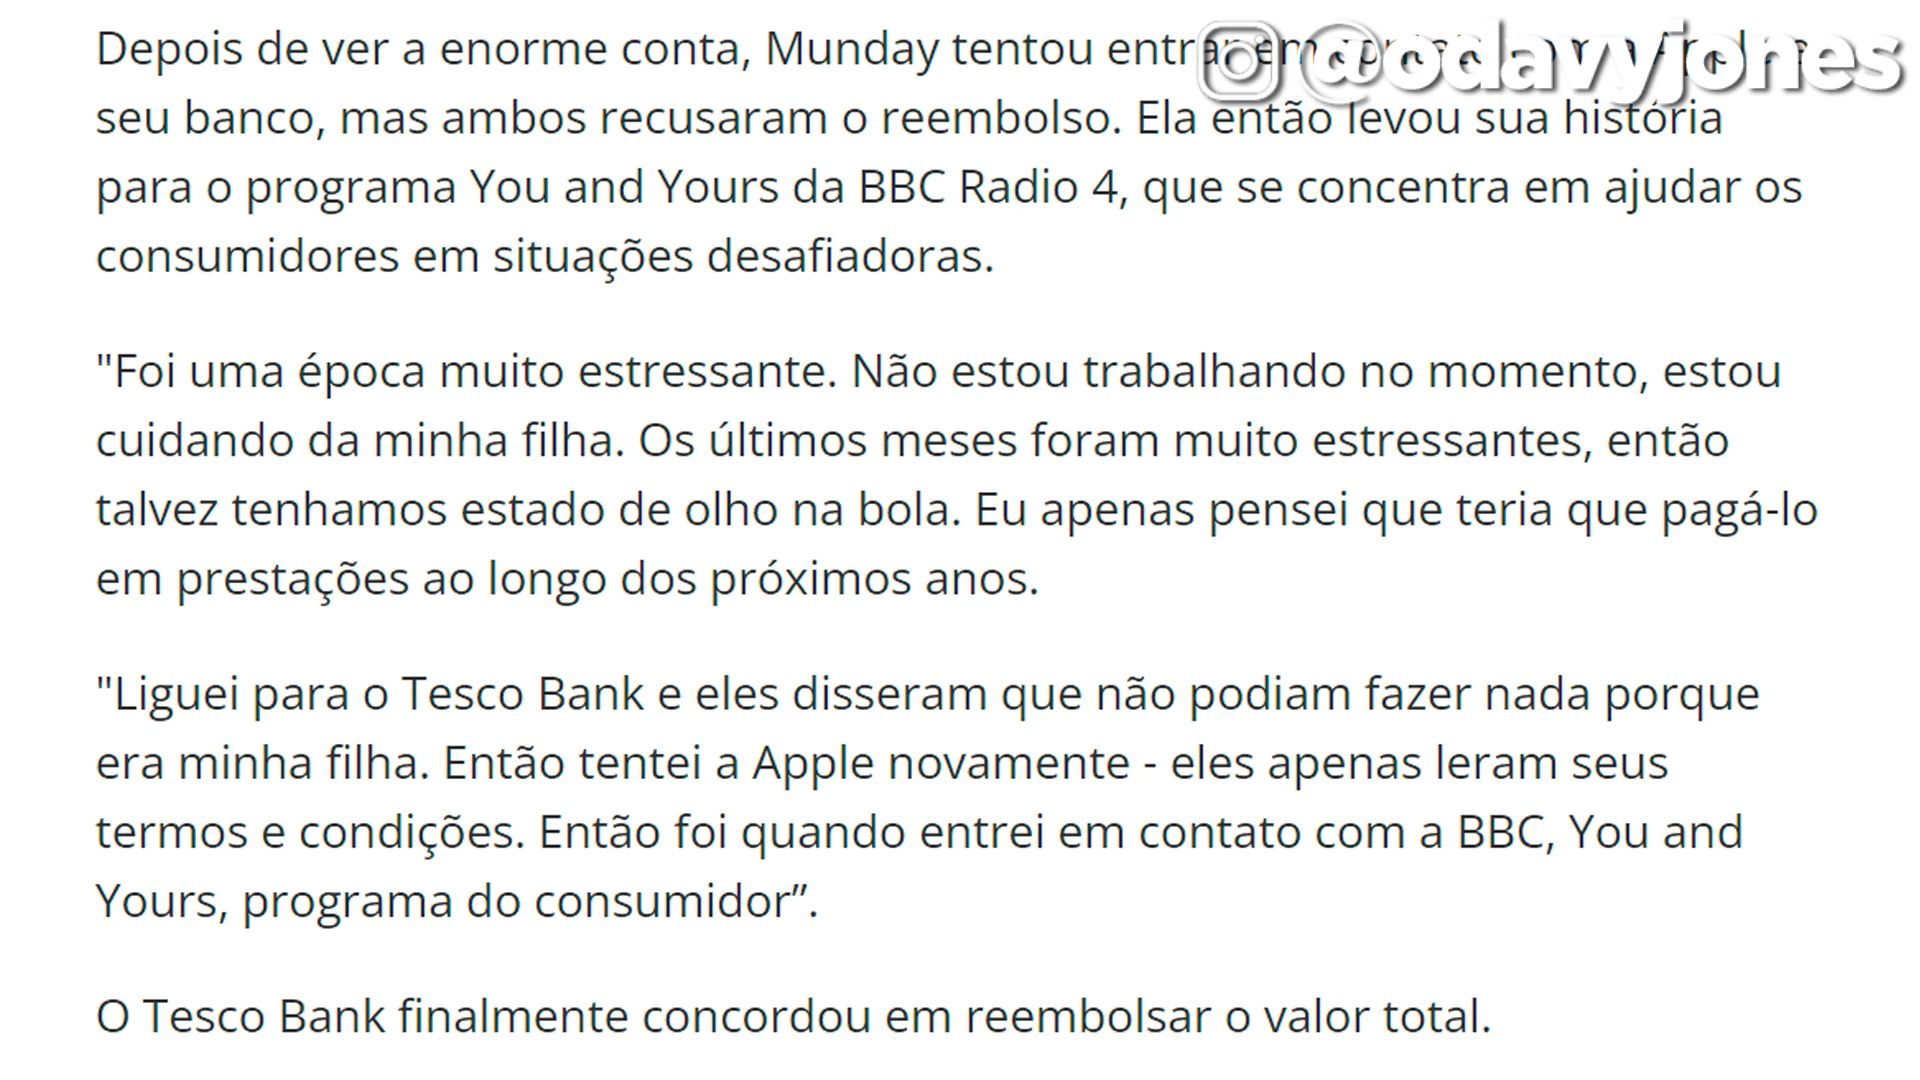 Depois de ver a enorme conta, Munday tentou entrar em contato com a Apple e
@odavyjones
seu banco, mas ambos recusaram o reembolso. Ela então levou sua história
para o programa You and Yours da BBC Radio 4, que se concentra em ajudar os
consumidores em situações desafiadoras.
"Foi uma época muito estressante. Não estou trabalhando no momento, estou
cuidando da minha filha. Os últimos meses foram muito estressantes, então
talvez tenhamos estado de olho na bola. Eu apenas pensei que teria que pagá-lo
em prestações ao longo dos próximos anos.
"Liguei para o Tesco Bank e eles disseram que não podiam fazer nada porque
era minha filha. Então tentei a Apple novamente - eles apenas leram seus
termos e condições. Então foi quando entrei em contato com a BBC, You and
Yours, programa do consumidor”.
O Tesco Bank finalmente concordou em reembolsar o valor total.